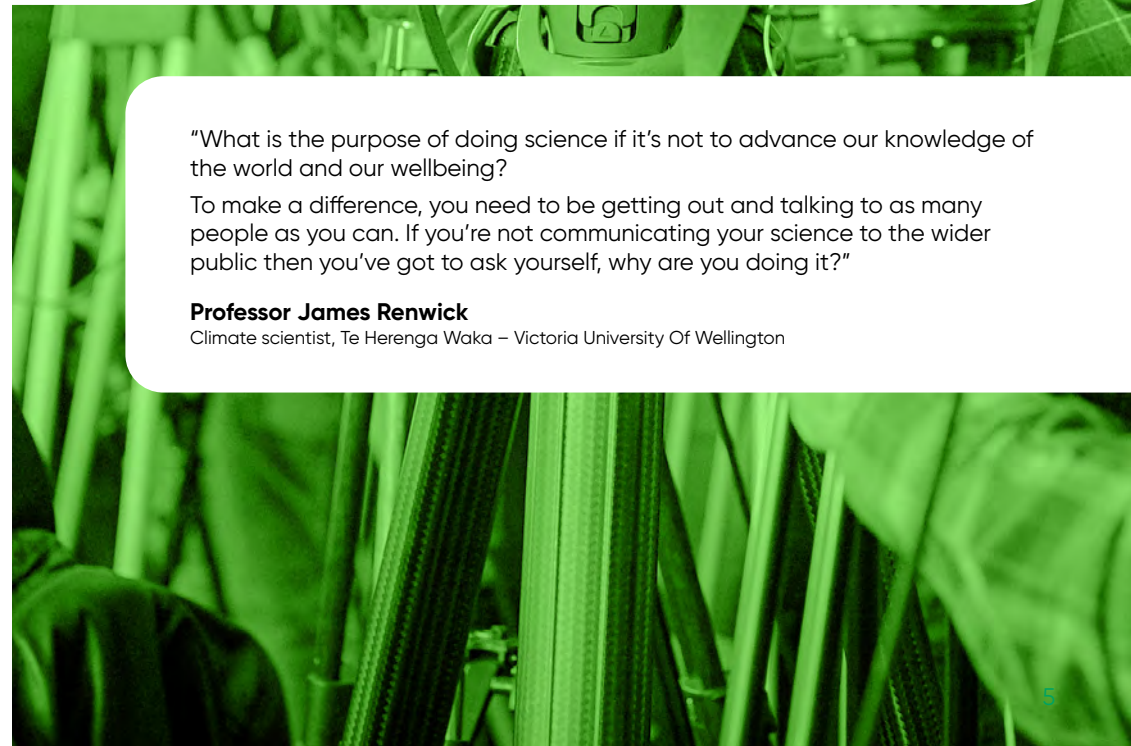 “What is the purpose of doing science if it’s not to advance our knowledge of
the world and our wellbeing?
To make a difference, you need to be getting out and talking to as many
people as you can. If you’re not communicating your science to the wider
public then you’ve got to ask yourself, why are you doing it?”
Professor James Renwick
Climate scientist, Te Herenga Waka – Victoria University Of Wellington
5